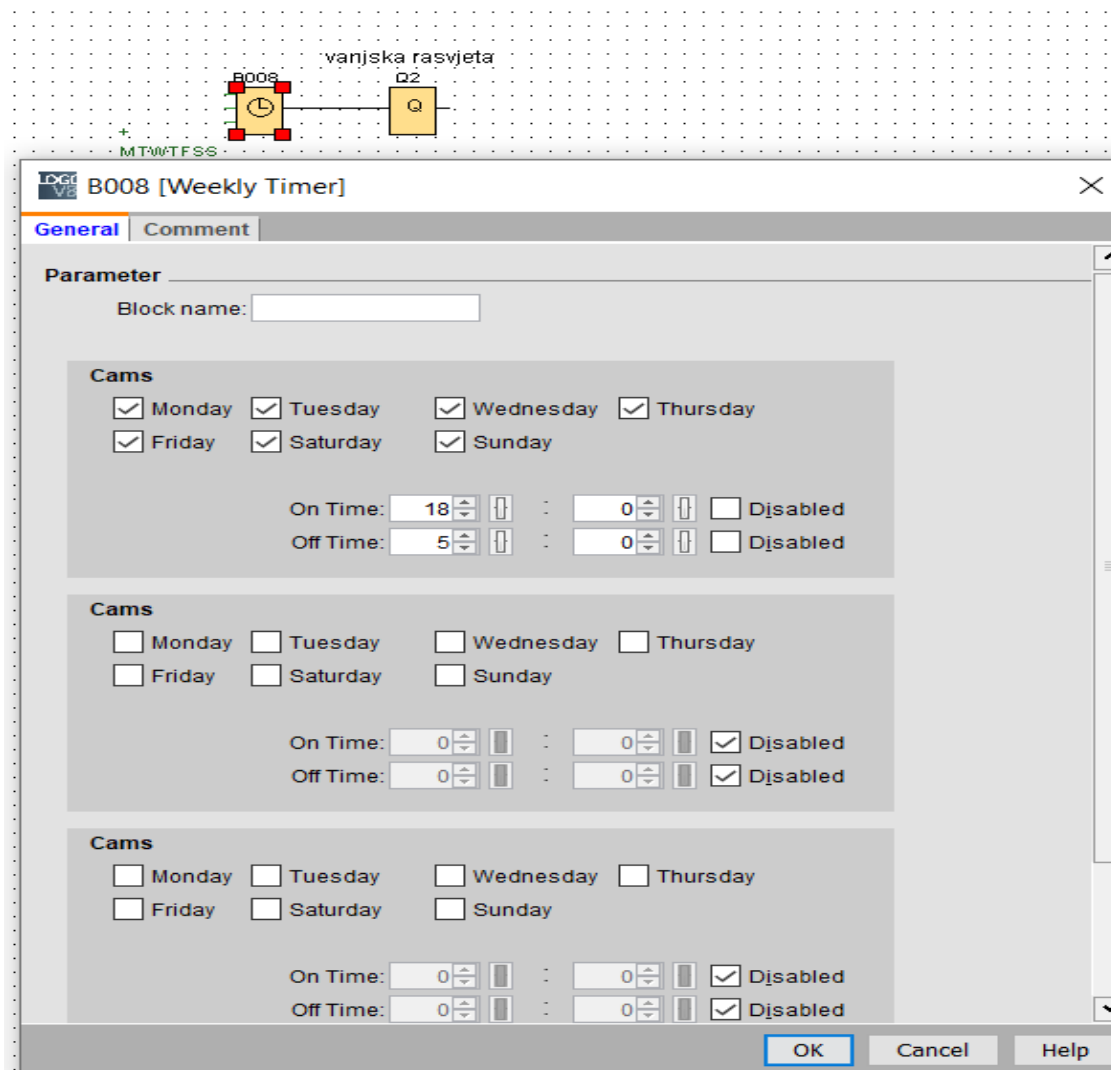 vanjska rasvjeta
B008 Q2
Q
+
MTWTFSS
B008 [Weekly Timer]
General Comment
Parameter
Block name:
Cams
Monday Tuesday Wednesday Thursday
Friday Saturday Sunday
On Time: 18 : 0 Disabled
Off Time: 5 : 0 Disabled
Cams
Monday Tuesday Wednesday Thursday
Friday Saturday Sunday
On Time: 0 : 0 Disabled
Off Time: 0 : 0 Disabled
Cams
Monday Tuesday Wednesday Thursday
Friday Saturday Sunday
On Time: 0 : 0 Disabled
Off Time: 0 : 0 Disabled
OK Cancel Help